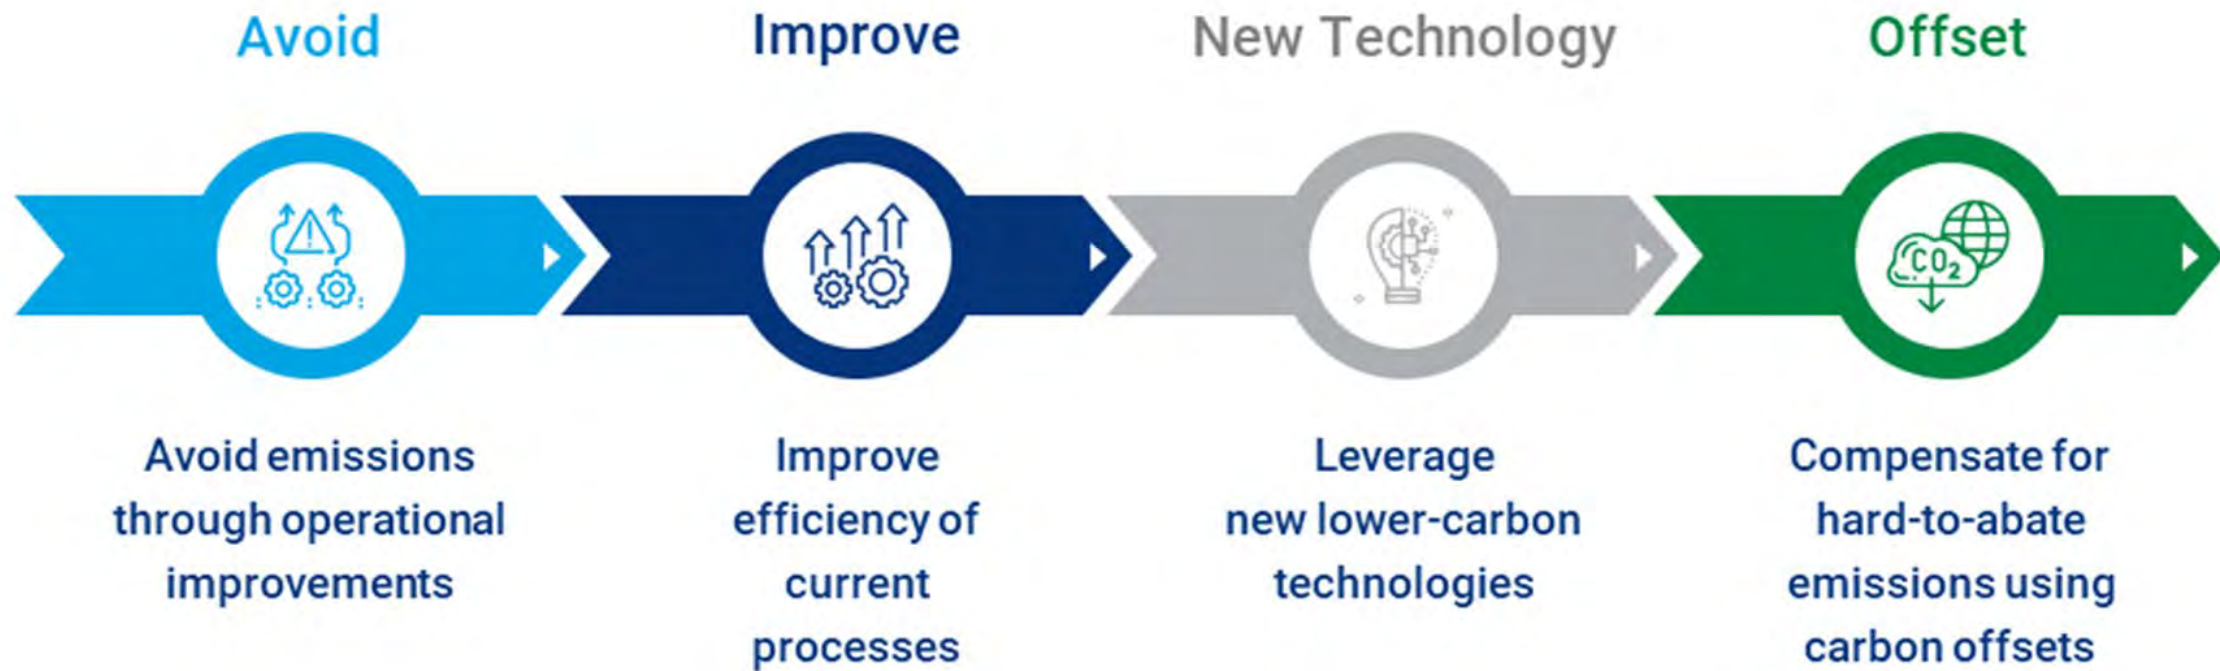 Avoid
Improve
New Technology
Offset
CO₂
Avoid emissions
through operational
improvements
Improve
efficiency of
current
processes
Leverage
new lower-carbon
technologies
Compensate for
hard-to-abate
emissions using
carbon offsets